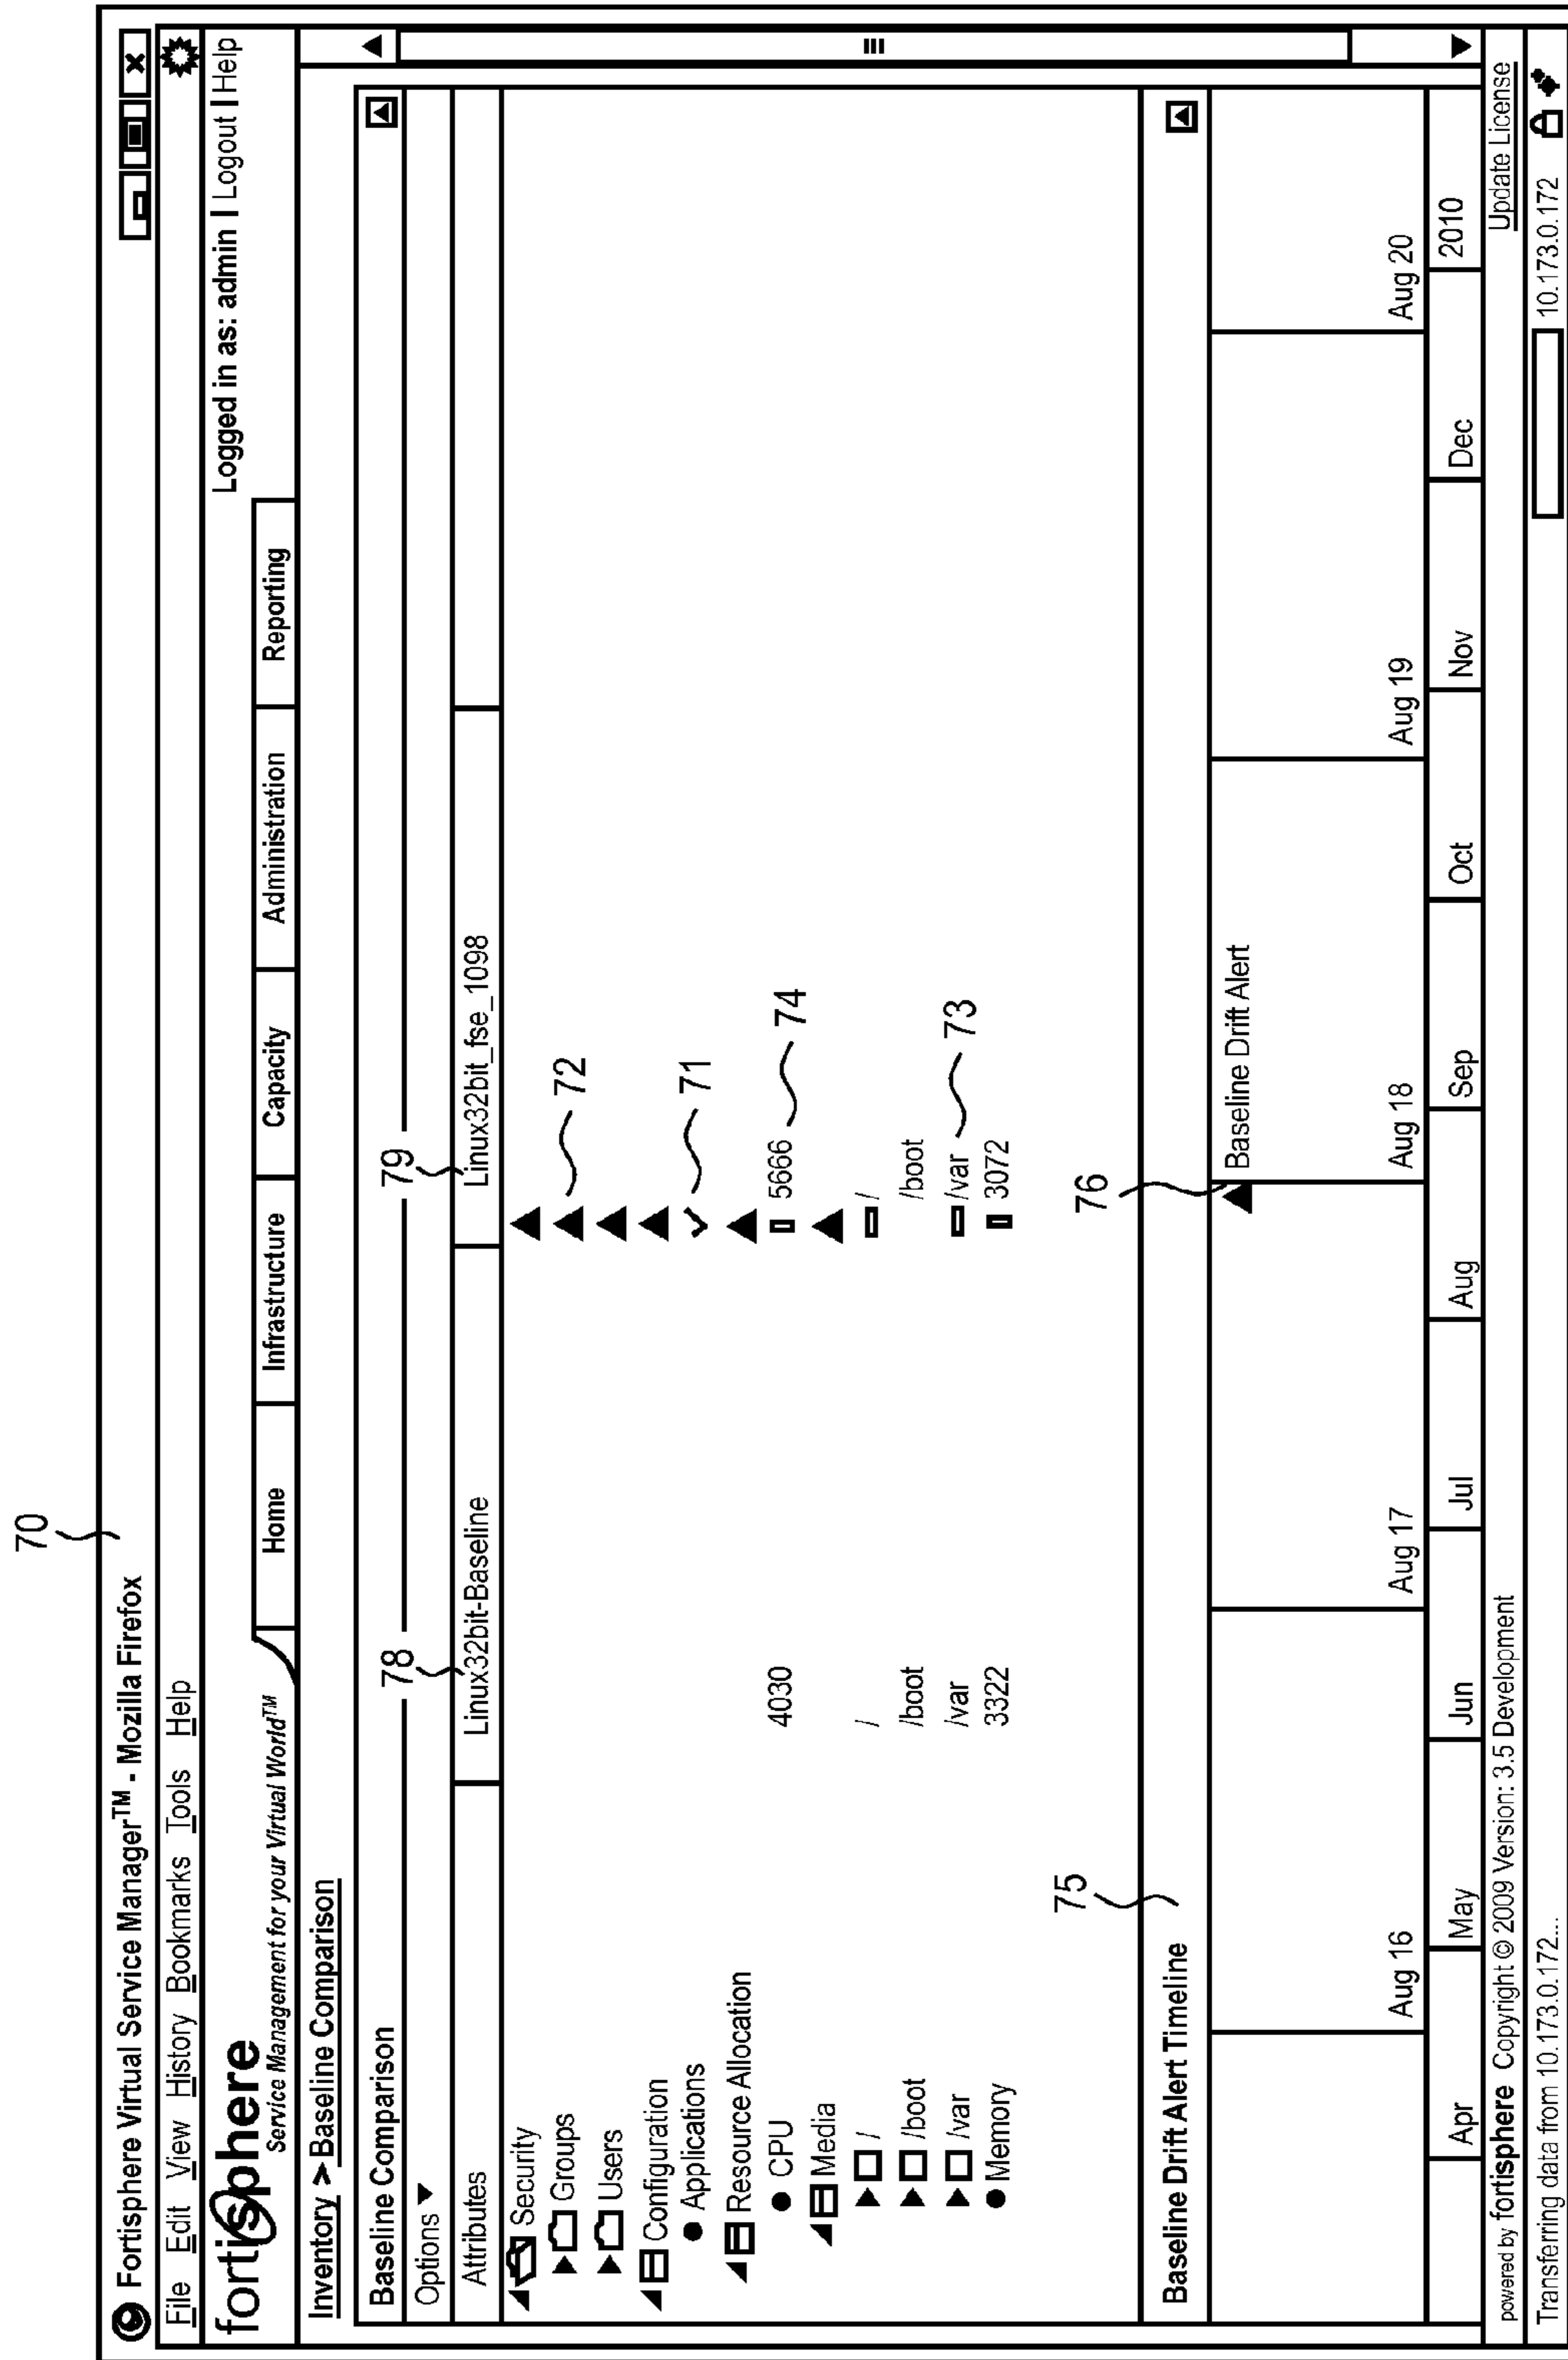 70
Fortisphere Virtual Service Manager™ - Mozilla Firefox
File Edit View History Bookmarks Tools Help
fortisphere
Service Management for your Virtual World™
Logged in as: admin | Logout | Help
Home Infrastructure Capacity Administration Reporting
Inventory > Baseline Comparison
Baseline Comparison
78 79
Options
Attributes Linux32bit-Baseline Linux32bit_fse_1098
Security
Groups 72
Users
Configuration
Applications 71
Resource Allocation
CPU 4030 5666 74
Media
/ / /
/boot /boot /boot
/var /var /var 73
Memory 3322 3072
75 76
Baseline Drift Alert Timeline
Baseline Drift Alert
Aug 16 Aug 17 Aug 18 Aug 19 Aug 20
Apr May Jun Jul Aug Sep Oct Nov Dec 2010
powered by fortisphere Copyright © 2009 Version: 3.5 Development Update License
Transferring data from 10.173.0.172... 10.173.0.172